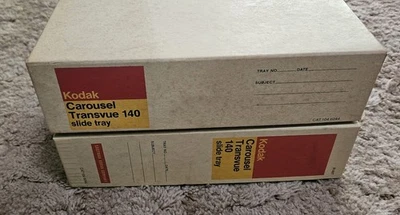 Kodak
Carousel
Transvue 140
slide tray
TRAY NO. DATE
SUBJECT
Kodak
Carousel
Transvue
140
slide tray